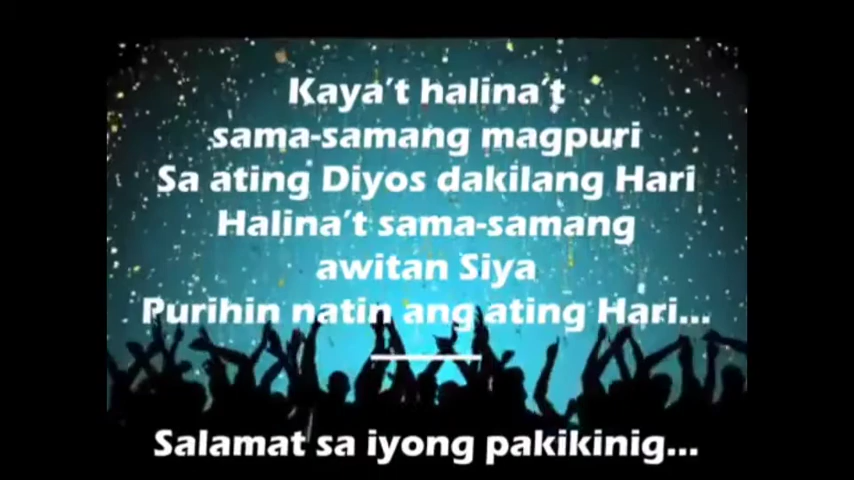 Kaya't halina't
sama-samang magpuri
Sa ating Diyos dakilang Hari
Halina't sama-samang
awitan Siya
Purihin natin ang ating Hari...
Salamat sa iyong pakikinig...